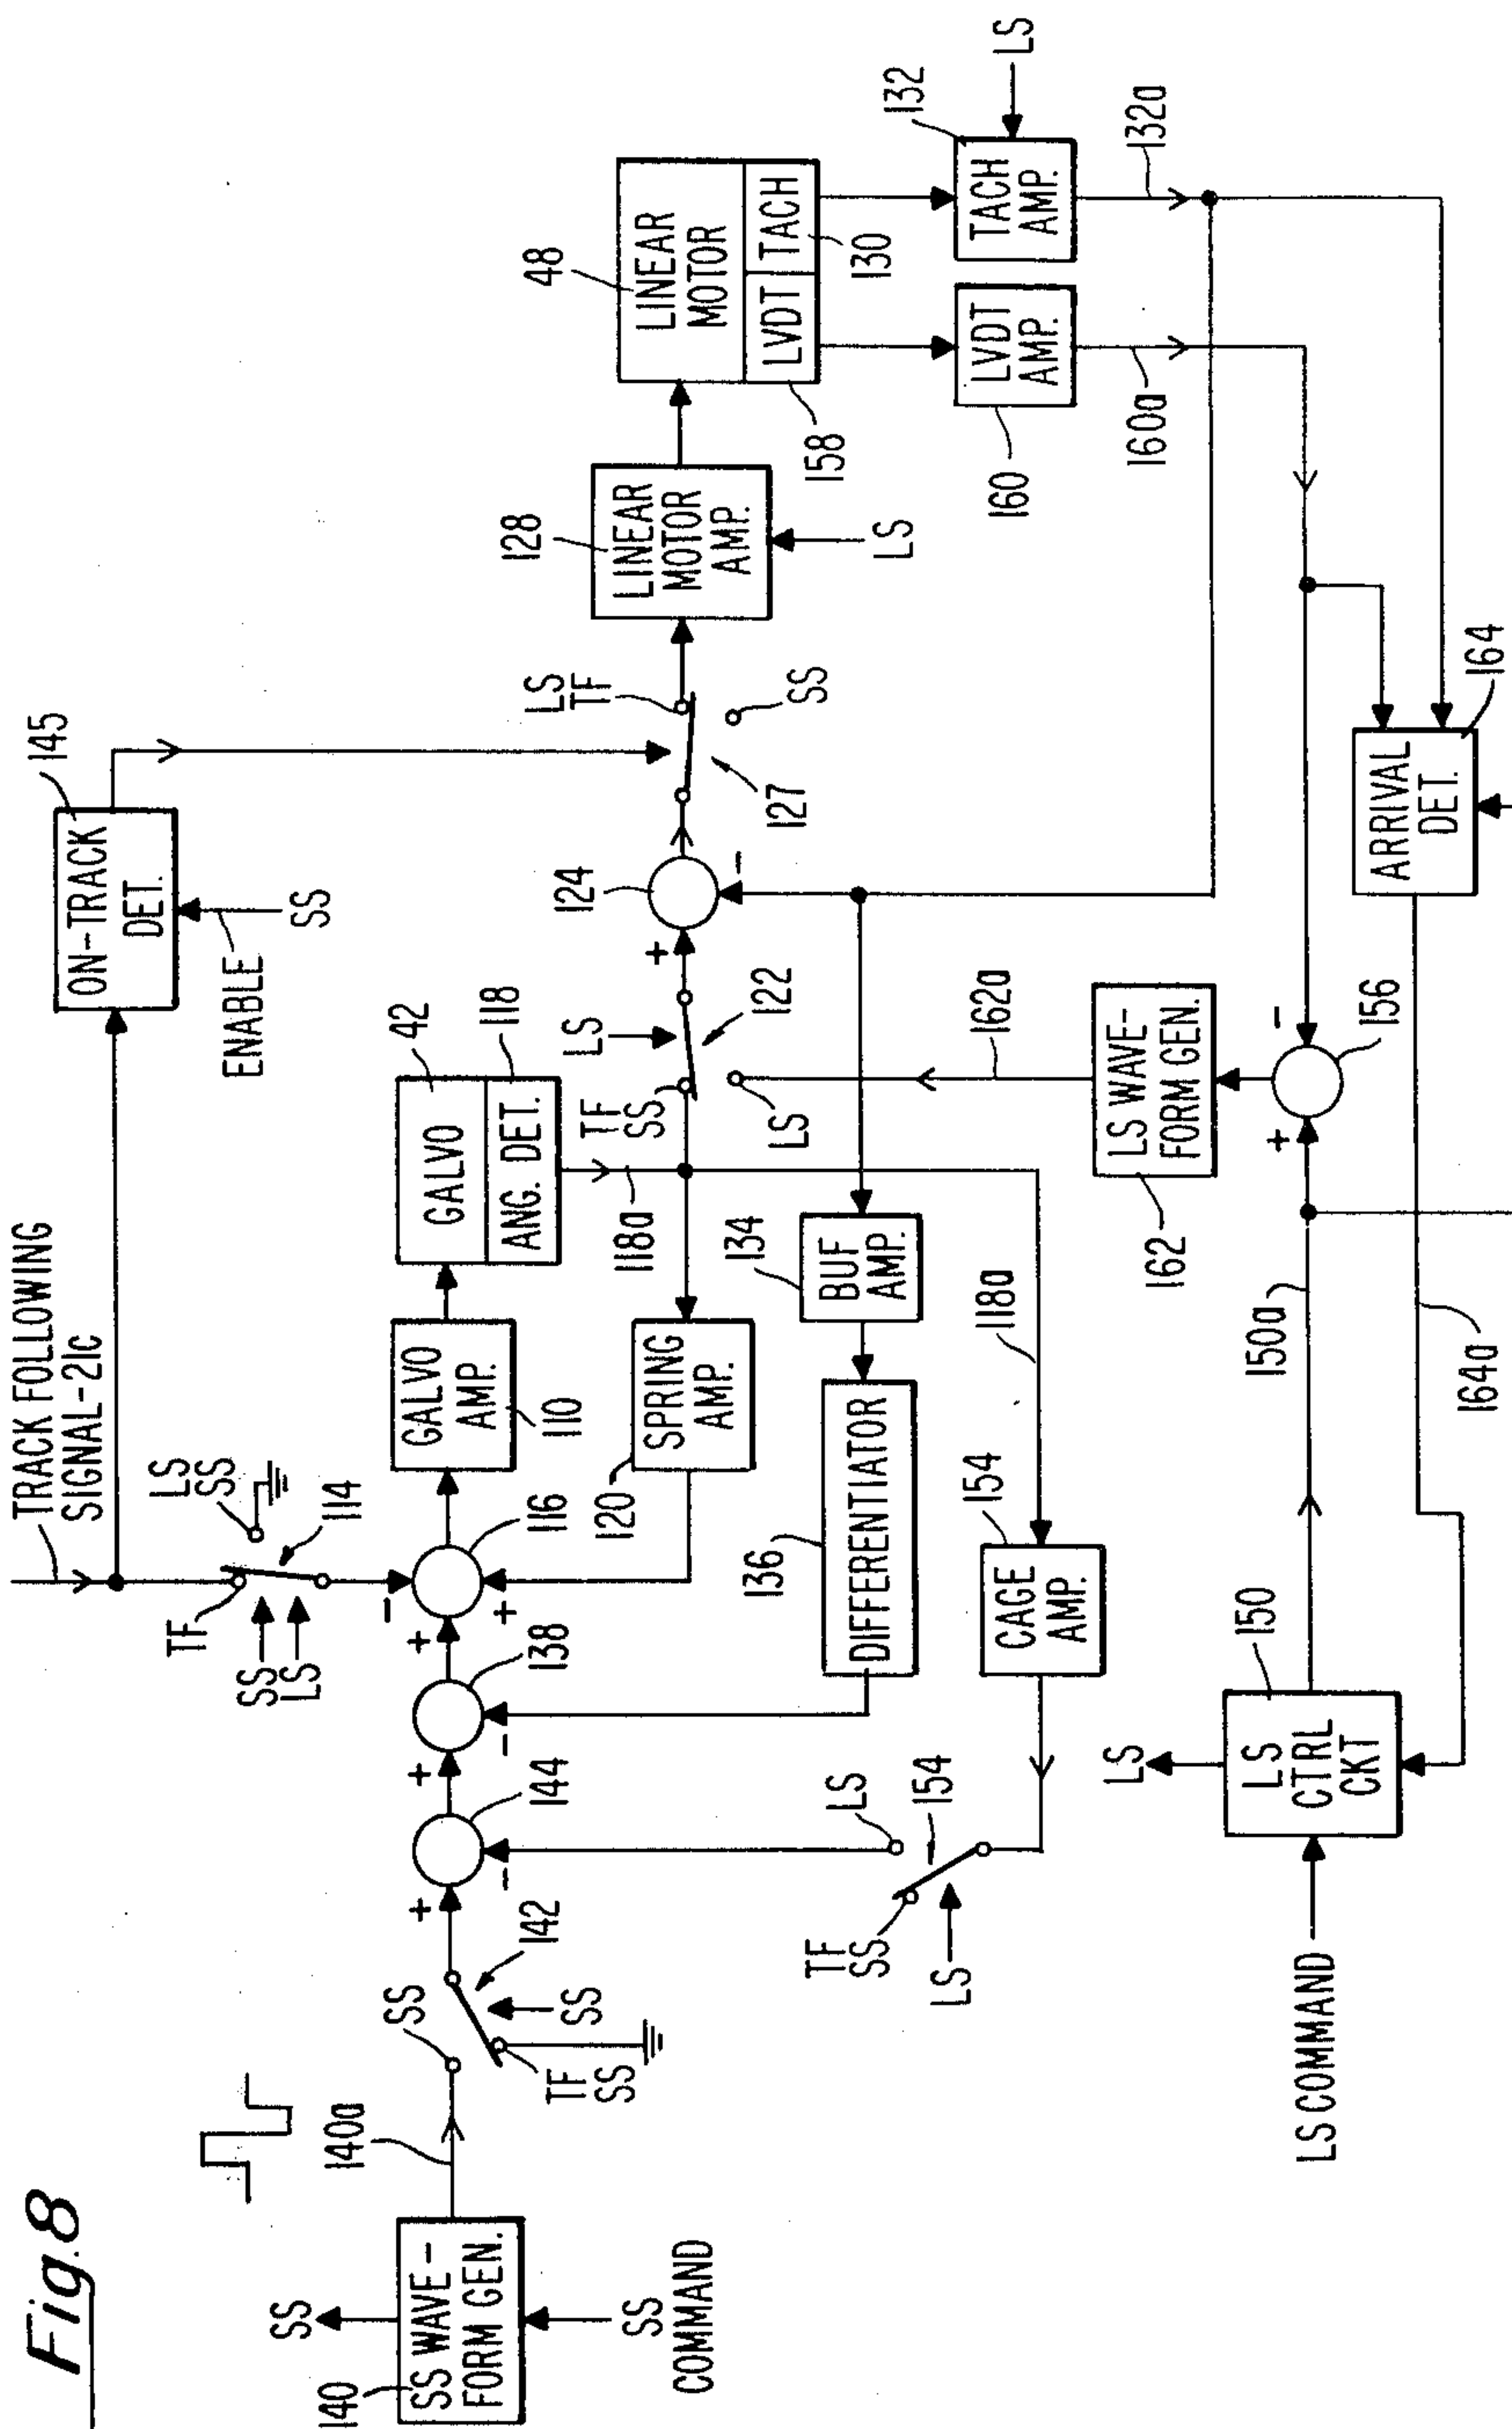 Fig.8
TRACK FOLLOWING
SIGNAL-21c
145
ON-TRACK
DET.
ENABLE
SS
LS
SS
114
TF
SS
LS
42
GALVO
118
ANG. DET.
118a
GALVO
AMP.
110
116
-
+
+
138
+
-
144
+
-
142
SS
SS
TF
SS
140a
SS
140
SS WAVE-
FORM GEN.
SS
COMMAND
120
SPRING
AMP.
TF
SS
LS
122
LS
124
+
-
127
LS
TF
SS
128
LINEAR
MOTOR
AMP.
LS
48
LINEAR
MOTOR
LVDT
TACH
158
130
132
TACH
AMP.
LS
132a
160
LVDT
AMP.
160a
134
BUF
AMP.
136
DIFFERENTIATOR
118a
154
CAGE
AMP.
LS
154
TF
SS
LS
162a
162
LS WAVE-
FORM GEN.
156
+
-
150a
150
LS
CTRL
CKT
LS
LS COMMAND
164
ARRIVAL
DET.
164a